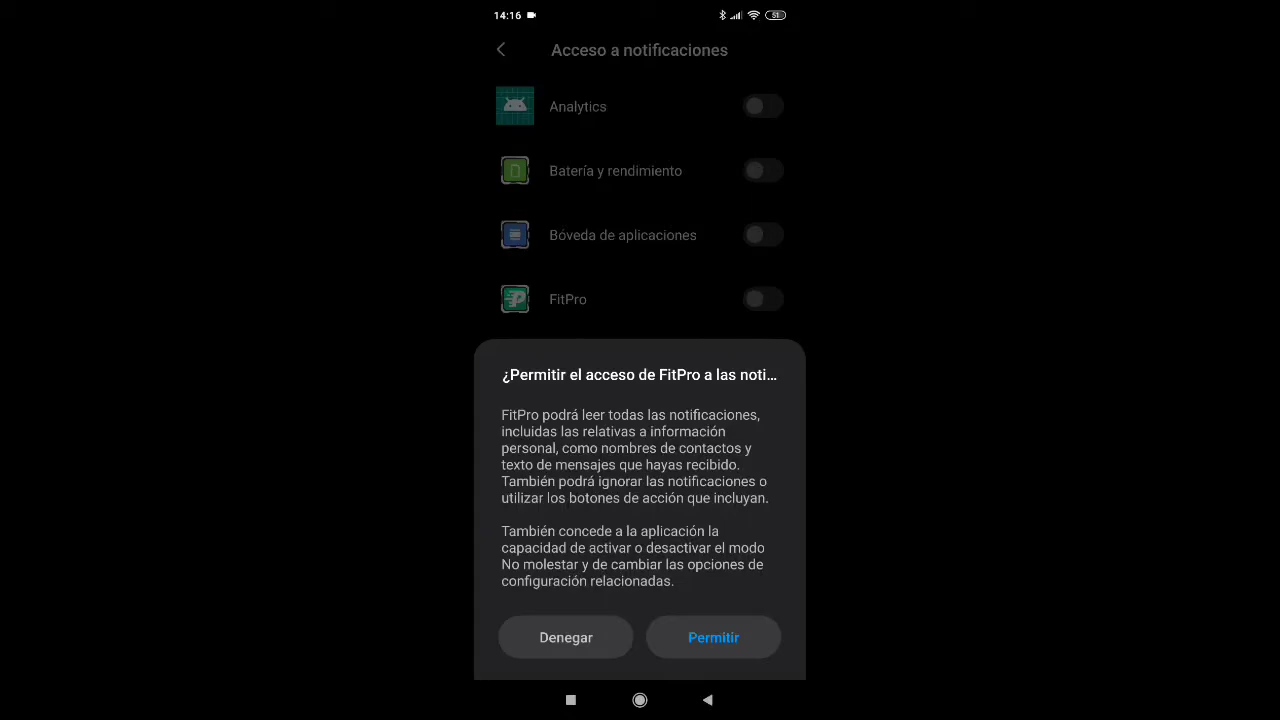 14:16
51
Acceso a notificaciones
Analytics
Batería y rendimiento
Bóveda de aplicaciones
FitPro
¿Permitir el acceso de FitPro a las noti...
FitPro podrá leer todas las notificaciones,
incluidas las relativas a información
personal, como nombres de contactos y
texto de mensajes que hayas recibido.
También podrá ignorar las notificaciones o
utilizar los botones de acción que incluyan.
También concede a la aplicación la
capacidad de activar o desactivar el modo
No molestar y de cambiar las opciones de
configuración relacionadas.
Denegar
Permitir